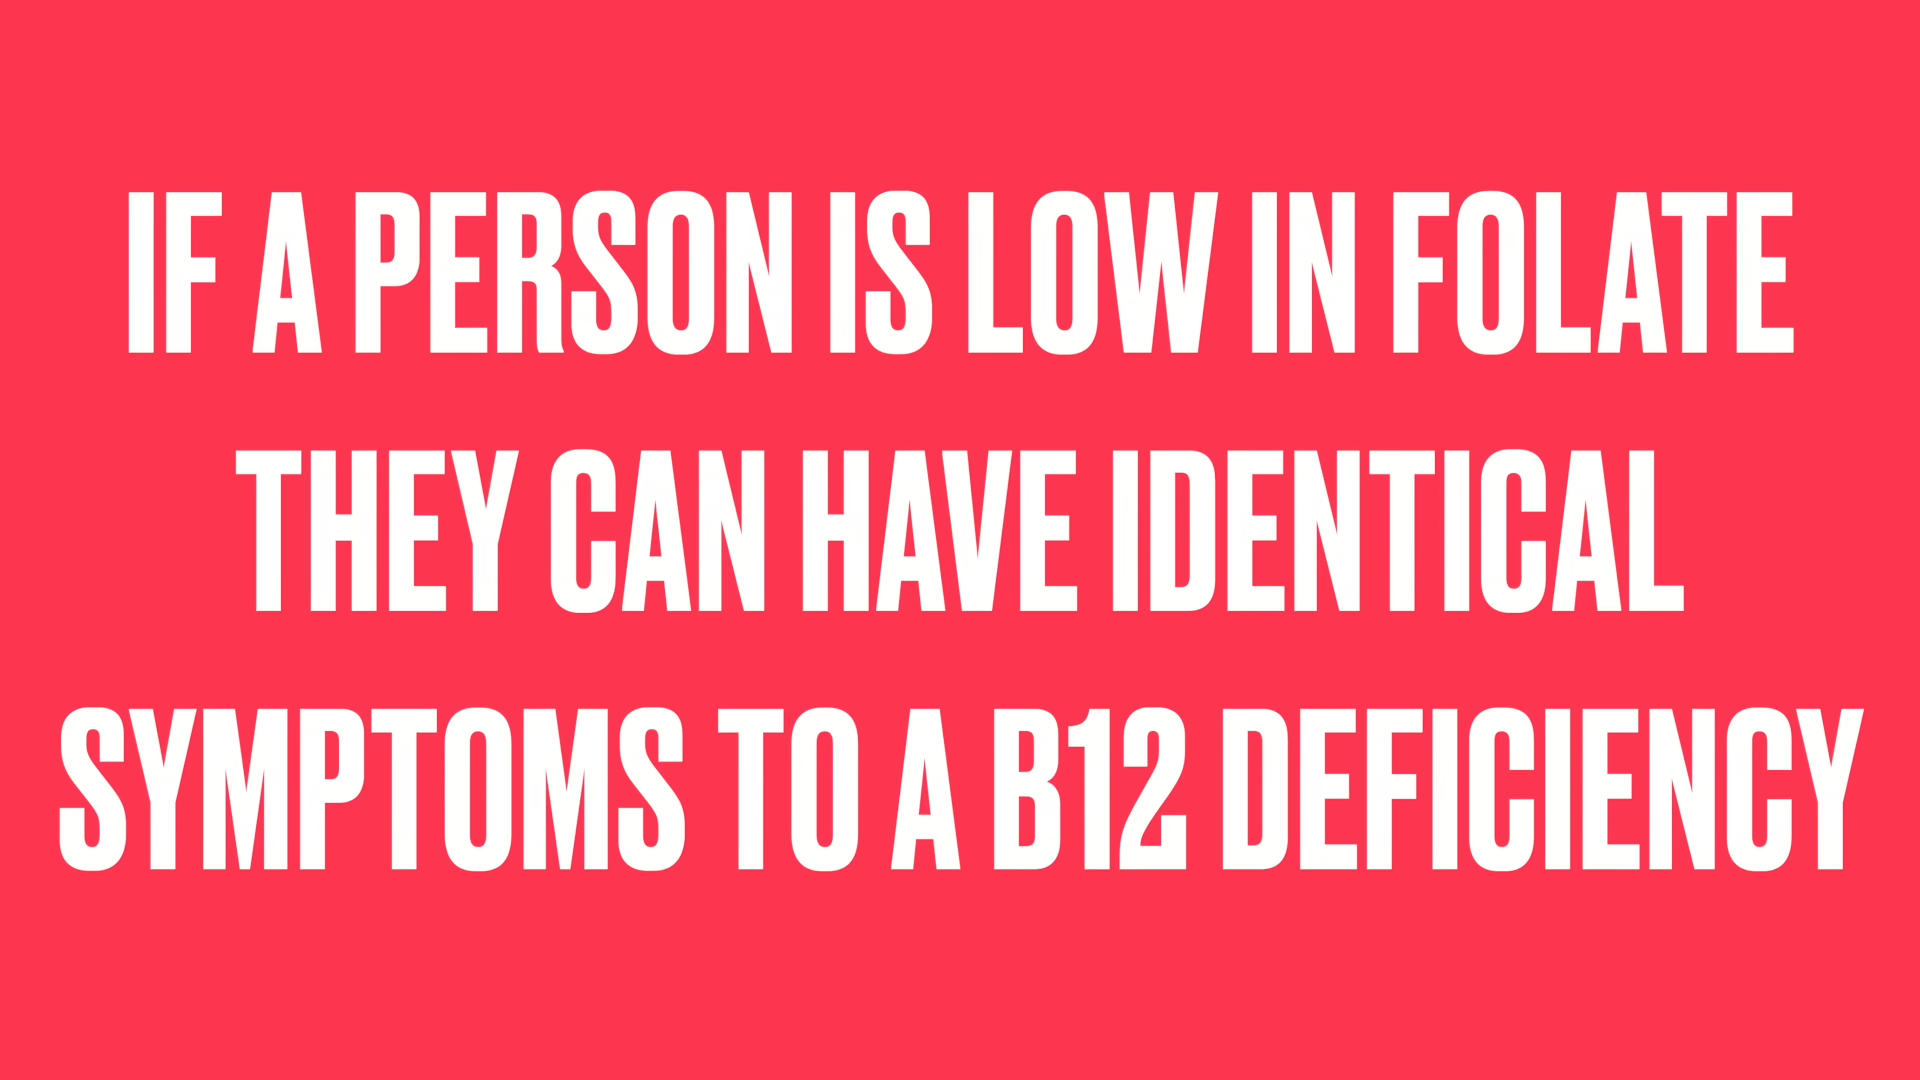 IF A PERSON IS LOW IN FOLATE
THEY CAN HAVE IDENTICAL
SYMPTOMS TO A B12 DEFICIENCY